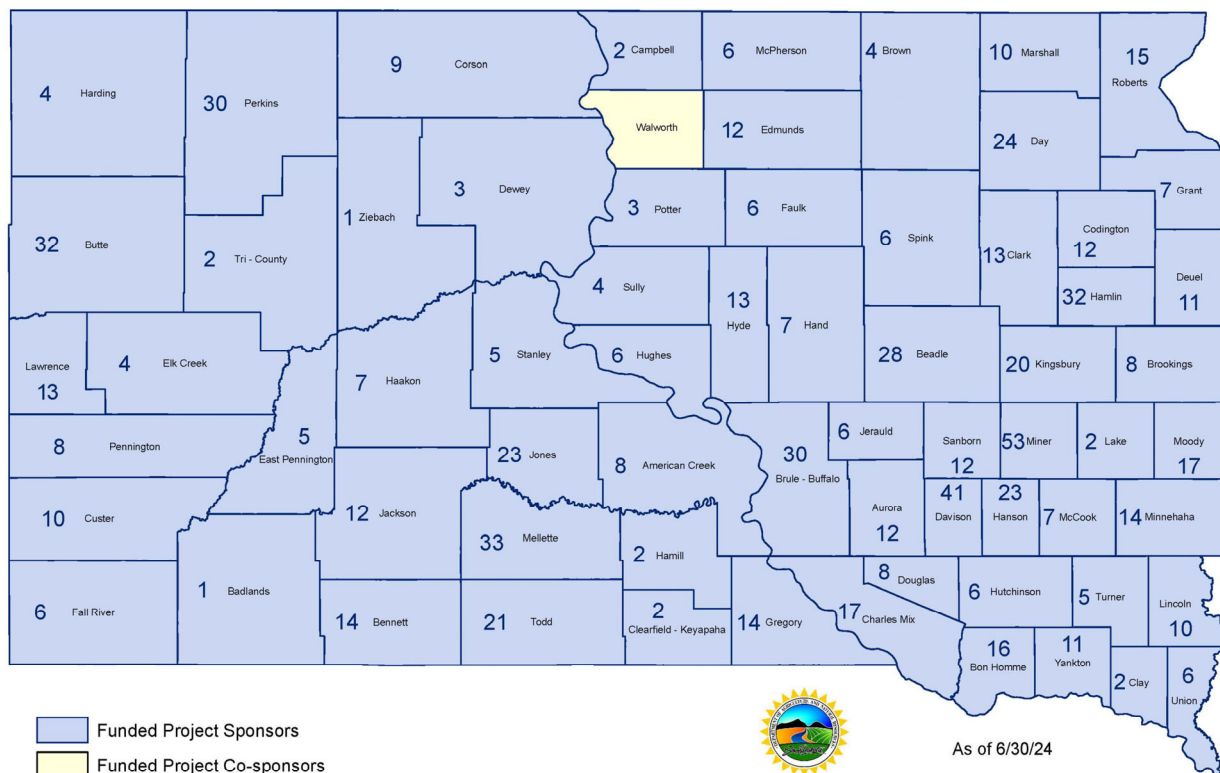 2 Campbell
6 McPherson
4 Brown
10 Marshall
15
Roberts
9 Corson
4 Harding
30 Perkins
Walworth
12 Edmunds
24 Day
3 Dewey
1 Ziebach
3 Potter
6 Faulk
6 Spink
7 Grant
Codington
12
13 Clark
32 Butte
2 Tri - County
4 Sully
13
Hyde
7 Hand
32 Hamlin
Deuel
11
Lawrence
13
4 Elk Creek
7 Haakon
5 Stanley
6 Hughes
28 Beadle
20 Kingsbury
8 Brookings
8 Pennington
5
East Pennington
23 Jones
8 American Creek
30
Brule - Buffalo
6 Jerauld
Sanborn
12
53 Miner
2 Lake
Moody
17
10 Custer
12 Jackson
33 Mellette
2 Hamill
Aurora
12
41
Davison
23
Hanson
7 McCook
14 Minnehaha
6 Fall River
1 Badlands
14 Bennett
21 Todd
2
Clearfield - Keyapaha
14 Gregory
17 Charles Mix
8 Douglas
6 Hutchinson
5 Turner
Lincoln
10
16
Bon Homme
11
Yankton
2 Clay
6
Union
Funded Project Sponsors
Funded Project Co-sponsors
As of 6/30/24